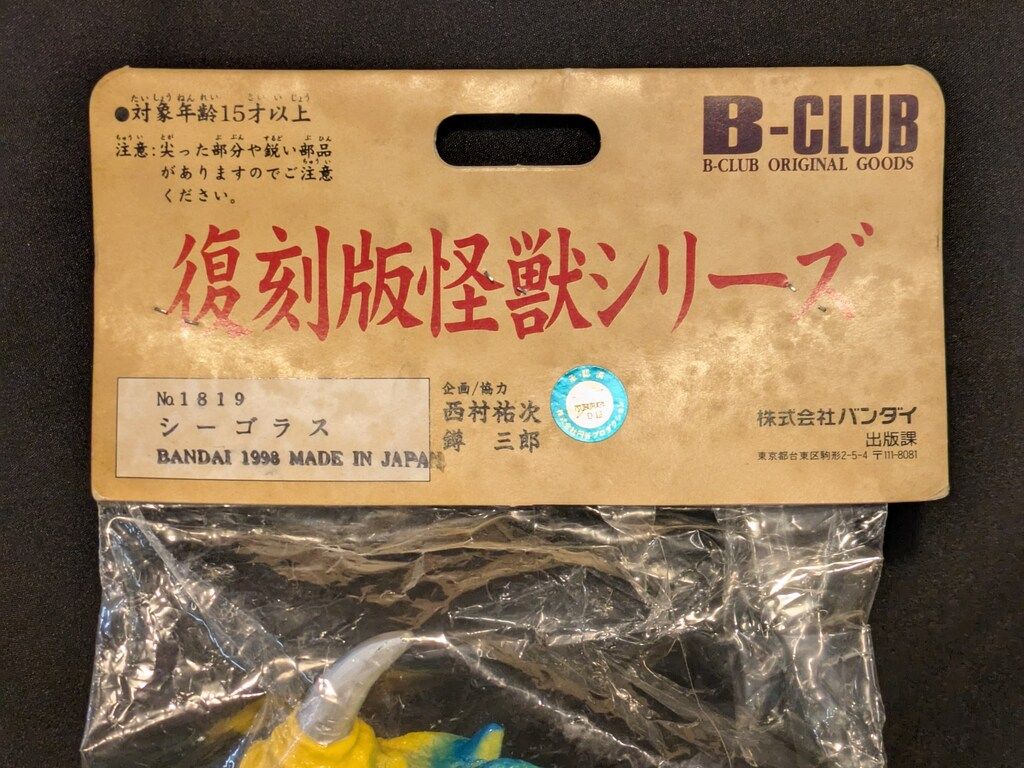 ●対象年齢15才以上
注意:尖った部分や鋭い部品
がありますのでご注意
ください。
B-CLUB
B-CLUB ORIGINAL GOODS
復刻版怪獣シリーズ
No.1819
シーゴラス
BANDAI 1998 MADE IN JAPAN
企画/協力
西村祐次
鐏 三郎
株式会社バンダイ
出版課
東京都台東区駒形2-5-4 〒111-8081